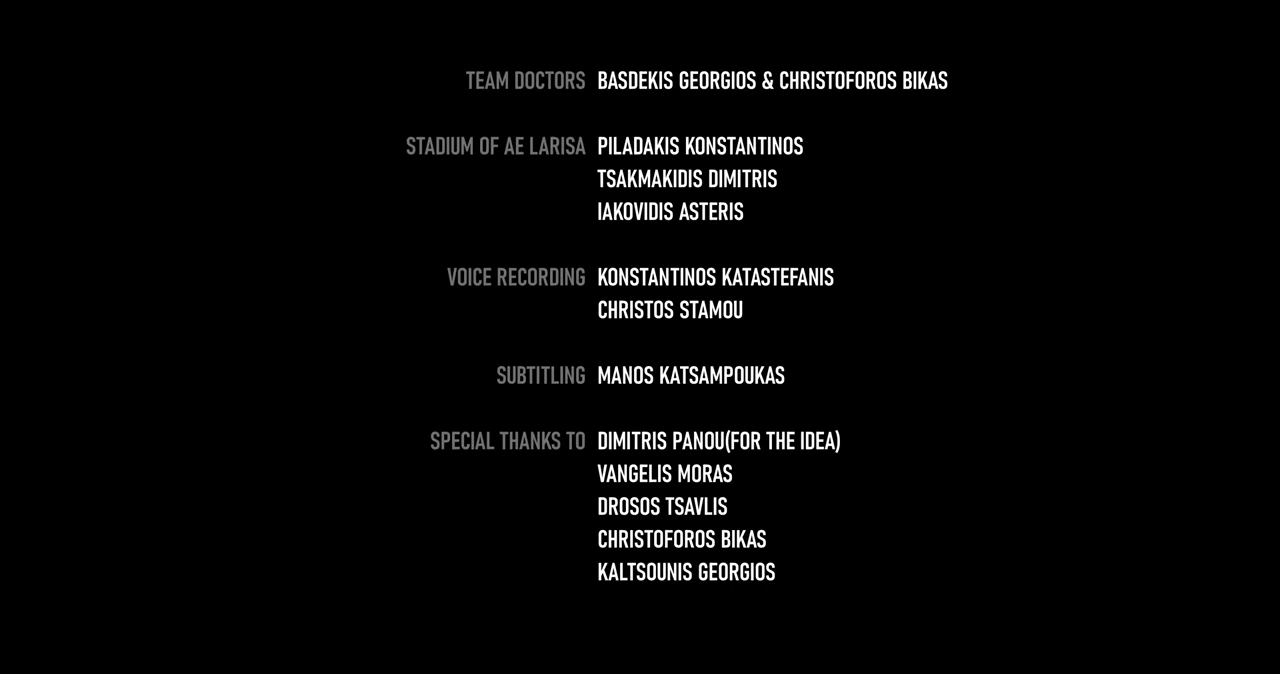 TEAM DOCTORS BASDEKIS GEORGIOS & CHRISTOFOROS BIKAS
STADIUM OF AE LARISA PILADAKIS KONSTANTINOS
TSAKMAKIDIS DIMITRIS
IAKOVIDIS ASTERIS
VOICE RECORDING KONSTANTINOS KATASTEFANIS
CHRISTOS STAMOU
SUBTITLING MANOS KATSAMPOUKAS
SPECIAL THANKS TO DIMITRIS PANOU(FOR THE IDEA)
VANGELIS MORAS
DROSOS TSAVLIS
CHRISTOFOROS BIKAS
KALTSOUNIS GEORGIOS